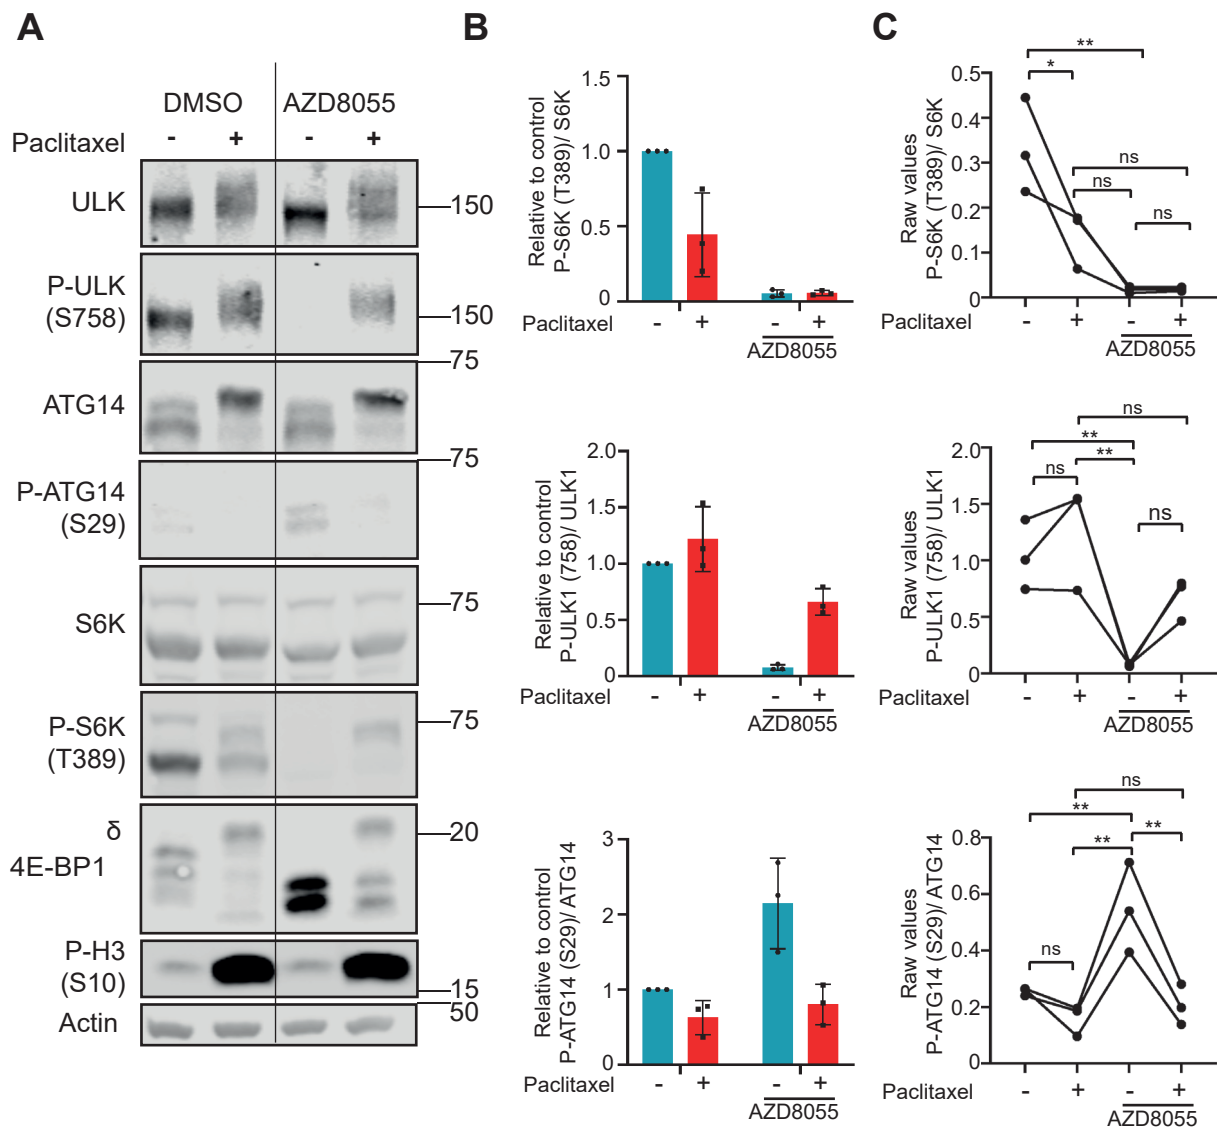 A
DMSO AZD8055
Paclitaxel - + - +
ULK
150
P-ULK
(S758)
150
75
ATG14
75
P-ATG14
(S29)
S6K
75
P-S6K
(T389)
75
δ
4E-BP1
20
P-H3
(S10)
15
50
Actin
B
Relative to control
P-S6K (T389)/ S6K
1.5
1.0
0.5
0
Paclitaxel - + - +
AZD8055
Relative to control
P-ULK1 (758)/ ULK1
2.0
1.5
1.0
0.5
0
Paclitaxel - + - +
AZD8055
Relative to control
P-ATG14 (S29)/ ATG14
3
2
1
0
Paclitaxel - + - +
AZD8055
C
Raw values
P-S6K (T389)/ S6K
0.5
0.4
0.3
0.2
0.1
0
**
*
ns
ns
ns
Paclitaxel - + - +
AZD8055
Raw values
P-ULK1 (758)/ ULK1
2.0
1.5
1.0
0.5
0
ns
**
**
ns
ns
Paclitaxel - + - +
AZD8055
Raw values
P-ATG14 (S29)/ ATG14
0.8
0.6
0.4
0.2
0
ns
**
**
**
ns
Paclitaxel - + - +
AZD8055